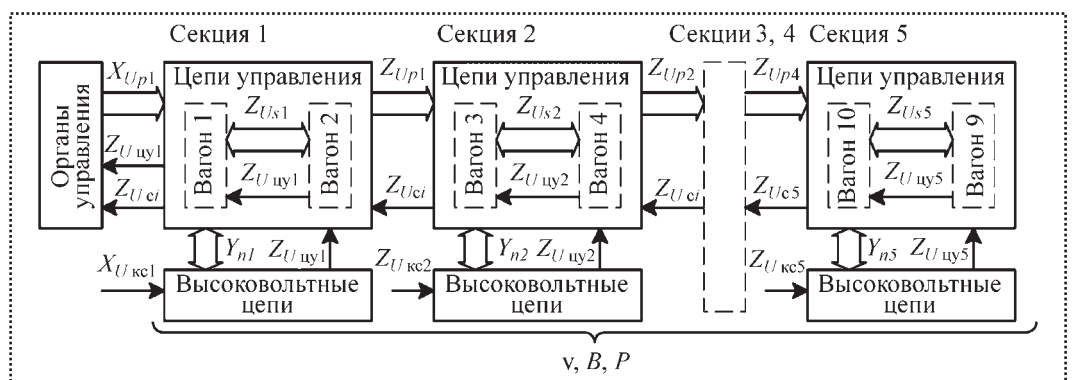 Секция 1
Секция 2
Секции 3, 4
Секция 5
Органы управления
X_Up1
Z_U цу1
Z_U сi
Цепи управления
Вагон 1
Z_Us1
Z_U цу1
Вагон 2
Z_Up1
Z_Uсi
Цепи управления
Вагон 3
Z_Us2
Z_U цу2
Вагон 4
Z_Up2
Z_U сi
Z_Up4
Z_U с5
Цепи управления
Вагон 10
Z_Us5
Z_U цу5
Вагон 9
X_U кс1
Y_n1
Z_U цу1
Высоковольтные цепи
Z_U кс2
Y_n2
Z_U цу2
Высоковольтные цепи
Z_U кс5
Y_n5
Z_U цу5
Высоковольтные цепи
v, B, P